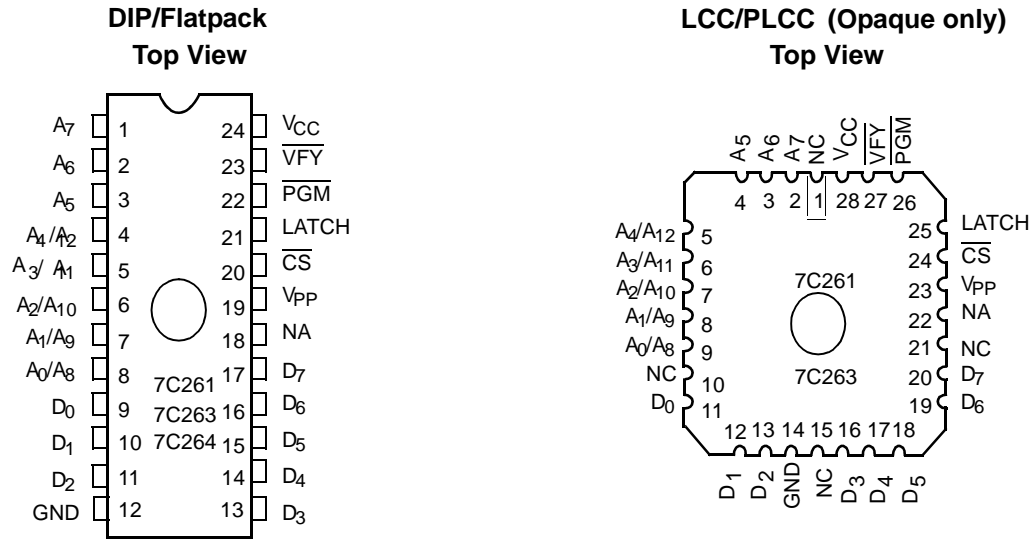 DIP/Flatpack
Top View
A7 1 24 VCC
A6 2 23 VFY
A5 3 22 PGM
A4/A12 4 21 LATCH
A3/A11 5 20 CS
A2/A10 6 19 VPP
A1/A9 7 18 NA
A0/A8 8 17 D7
7C261
D0 9 16 D6
7C263
D1 10 15 D5
7C264
D2 11 14 D4
GND 12 13 D3
LCC/PLCC (Opaque only)
Top View
A5 A6 A7 NC VCC VFY PGM
4 3 2 1 28 27 26
A4/A12 5 25 LATCH
A3/A11 6 24 CS
A2/A10 7 23 VPP
7C261
A1/A9 8 22 NA
A0/A8 9 21 NC
NC 10 20 D7
7C263
D0 11 19 D6
12 13 14 15 16 17 18
D1 D2 GND NC D3 D4 D5